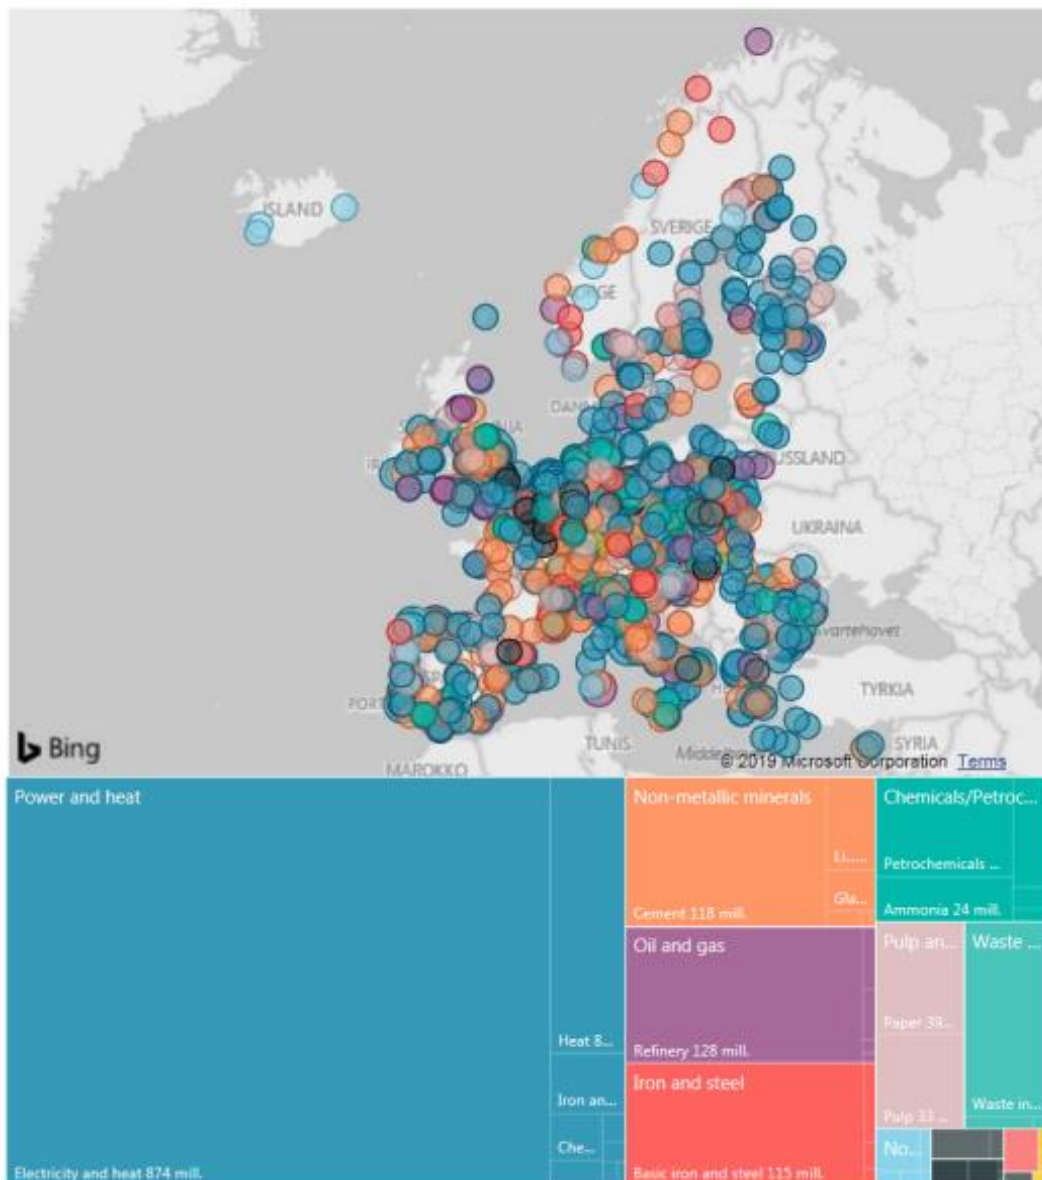 ISLAND
SVERIGE
UKRAINA
TYRKIA
PORT
TUNIS
SYRIA
MAROKKO
Bing
© 2019 Microsoft Corporation Terms
Power and heat
Heat 8...
Iron an...
Che...
Electricity and heat 874 mill.
Non-metallic minerals
Li......
Gla...
Cement 118 mill.
Oil and gas
Refinery 128 mill.
Iron and steel
Basic iron and steel 115 mill.
Chemicals/Petroc...
Petrochemicals ...
Ammonia 24 mill.
Pulp an...
Paper 39...
Pulp 33 ...
Waste ...
Waste in...
No...